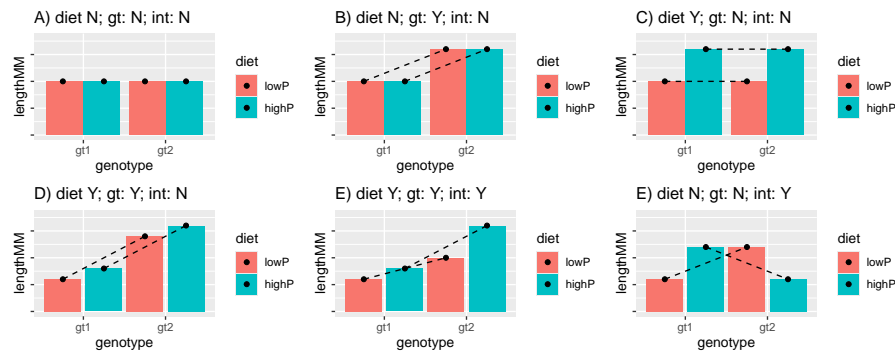 A) diet N; gt: N; int: N
lengthMM
gt1
gt2
genotype
diet
lowP
highP
B) diet N; gt: Y; int: N
lengthMM
gt1
gt2
genotype
diet
lowP
highP
C) diet Y; gt: N; int: N
lengthMM
gt1
gt2
genotype
diet
lowP
highP
D) diet Y; gt: Y; int: N
lengthMM
gt1
gt2
genotype
diet
lowP
highP
E) diet Y; gt: Y; int: Y
lengthMM
gt1
gt2
genotype
diet
lowP
highP
E) diet N; gt: N; int: Y
lengthMM
gt1
gt2
genotype
diet
lowP
highP